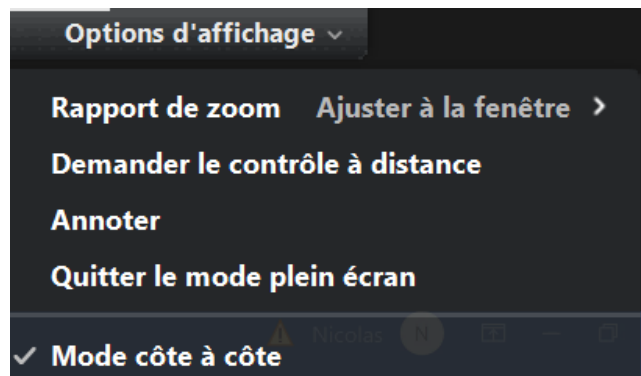 Options d'affichage
Rapport de zoom Ajuster à la fenêtre
Demander le contrôle à distance
Annoter
Quitter le mode plein écran
Nicolas N
Mode côte à côte